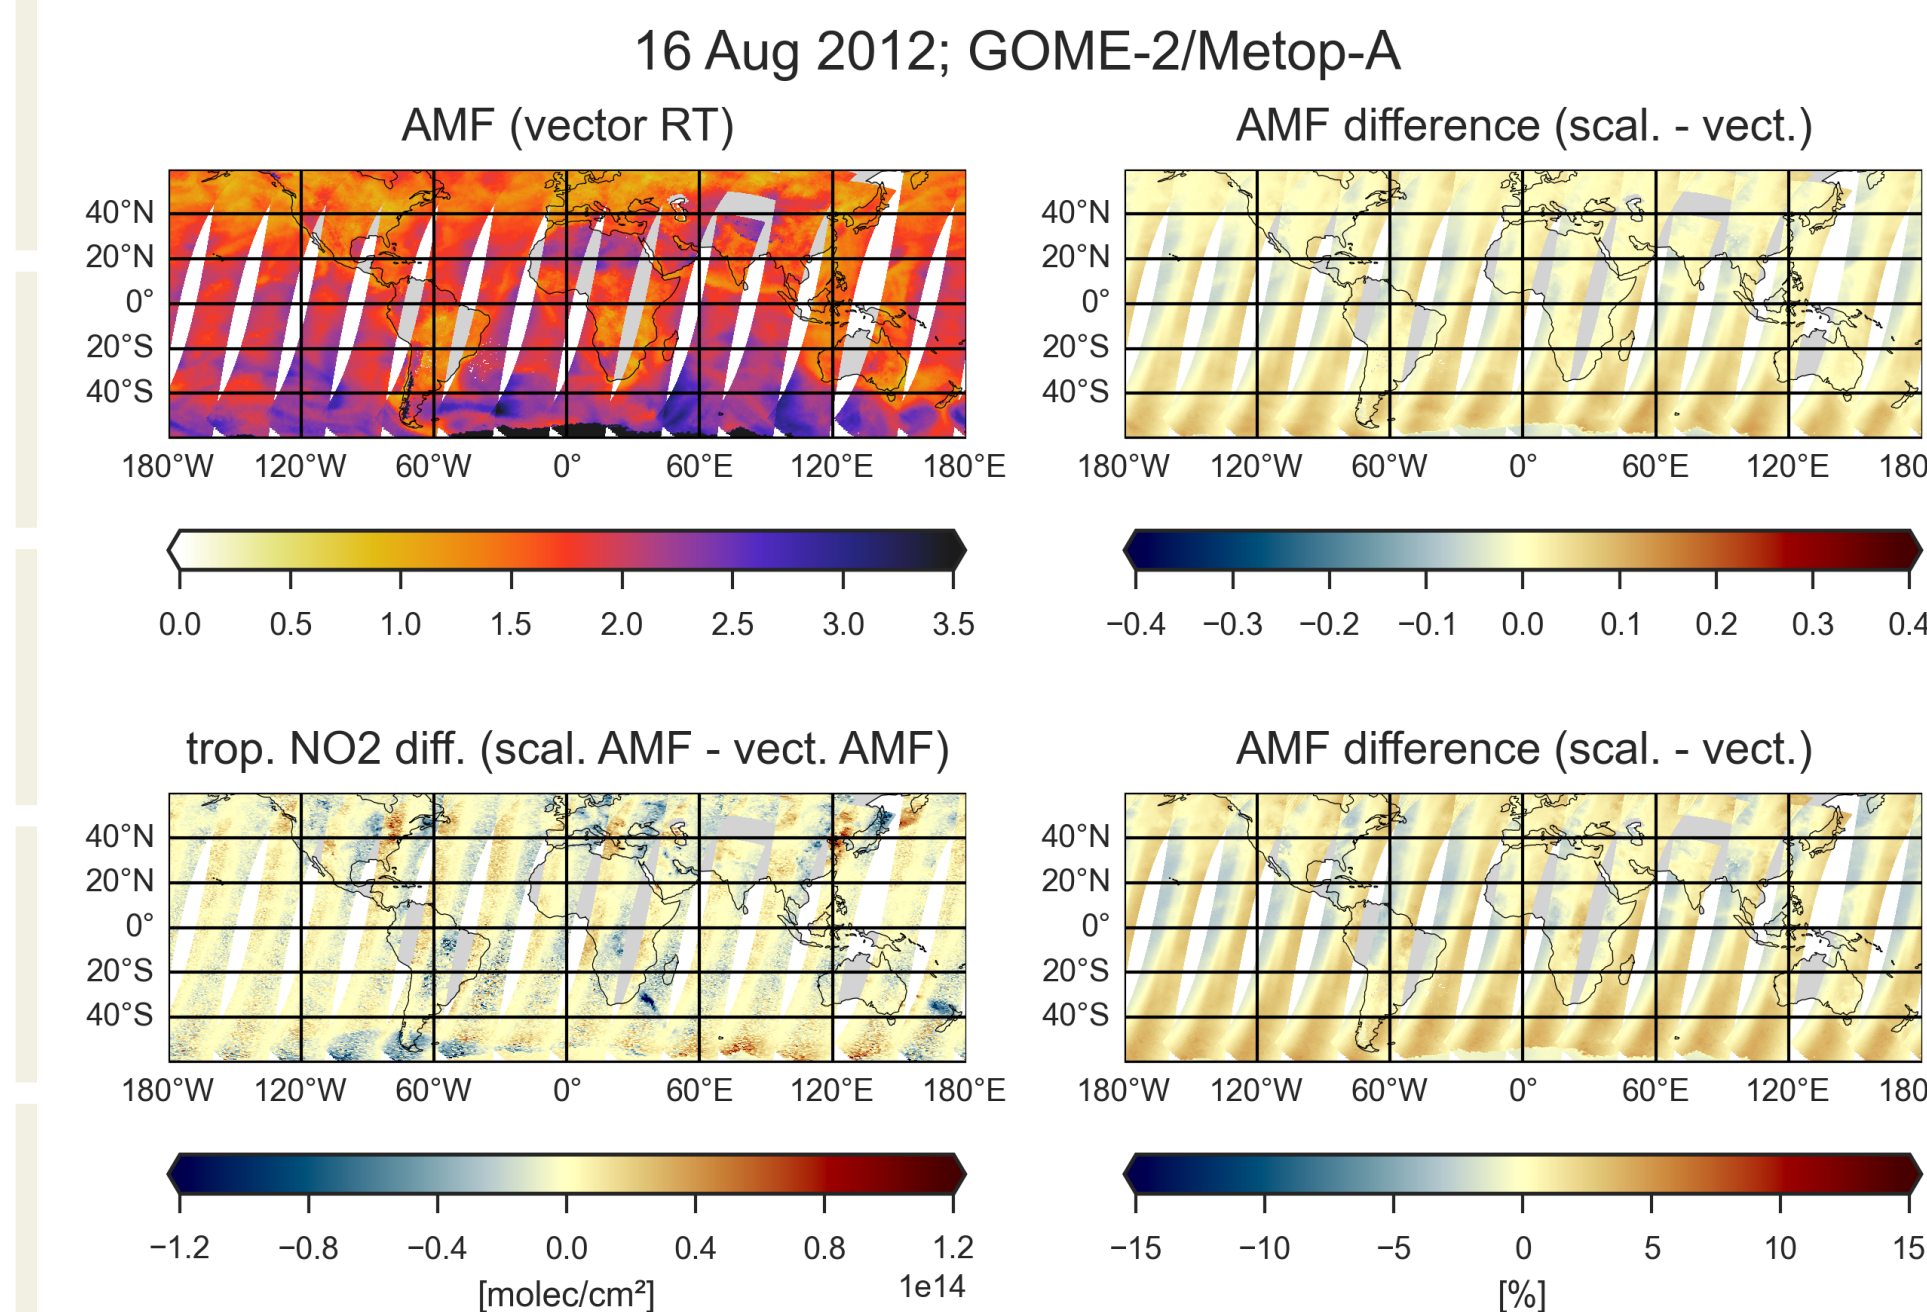 16 Aug 2012; GOME-2/Metop-A
AMF (vector RT)
40°N
20°N
0°
20°S
40°S
180°W 120°W 60°W 0° 60°E 120°E 180°E
0.0 0.5 1.0 1.5 2.0 2.5 3.0 3.5
AMF difference (scal. - vect.)
40°N
20°N
0°
20°S
40°S
180°W 120°W 60°W 0° 60°E 120°E 180
−0.4 −0.3 −0.2 −0.1 0.0 0.1 0.2 0.3 0.4
trop. NO2 diff. (scal. AMF - vect. AMF)
40°N
20°N
0°
20°S
40°S
180°W 120°W 60°W 0° 60°E 120°E 180°E
−1.2 −0.8 −0.4 0.0 0.4 0.8 1.2
1e14
[molec/cm²]
AMF difference (scal. - vect.)
40°N
20°N
0°
20°S
40°S
180°W 120°W 60°W 0° 60°E 120°E 180
−15 −10 −5 0 5 10 15
[%]